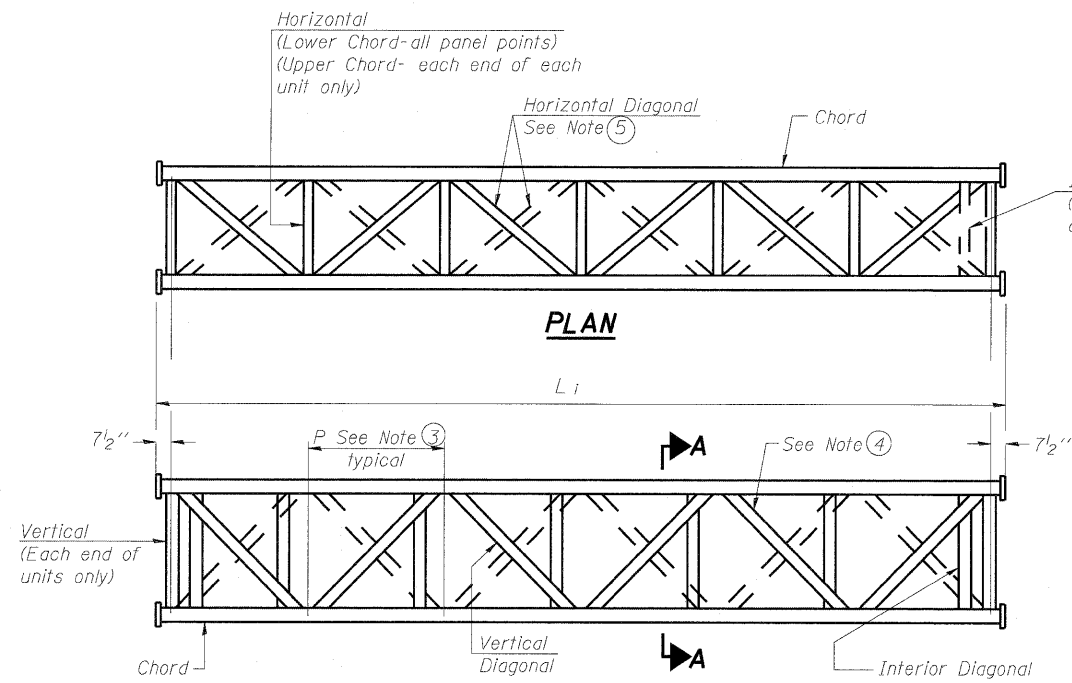 Horizontal
(Lower Chord-all panel points)
(Upper Chord- each end of each
unit only)
Horizontal Diagonal
See Note 5
Chord
PLAN
Li
7½"
P See Note 3
typical
A
See Note 4
7½"
Vertical
(Each end of
units only)
Chord
Vertical
Diagonal
A
Interior Diagonal